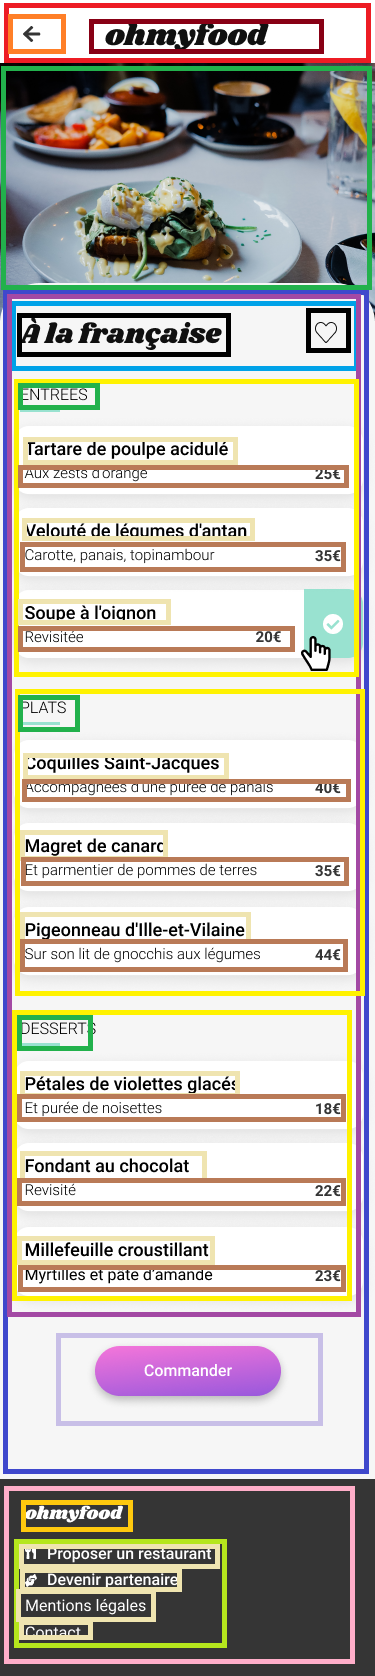 ohmyfood
À la française
ENTREES
Tartare de poulpe acidulé
Aux zests d'orange 25€
Velouté de légumes d'antan
Carotte, panais, topinambour 35€
Soupe à l'oignon
Revisitée 20€
PLATS
Coquilles Saint-Jacques
Accompagnées d'une purée de panais 40€
Magret de canard
Et parmentier de pommes de terres 35€
Pigeonneau d'Ille-et-Vilaine
Sur son lit de gnocchis aux légumes 44€
DESSERTS
Pétales de violettes glacés
Et purée de noisettes 18€
Fondant au chocolat
Revisité 22€
Millefeuille croustillant
Myrtilles et pâte d'amande 23€
Commander
ohmyfood
Proposer un restaurant
Devenir partenaire
Mentions légales
Contact